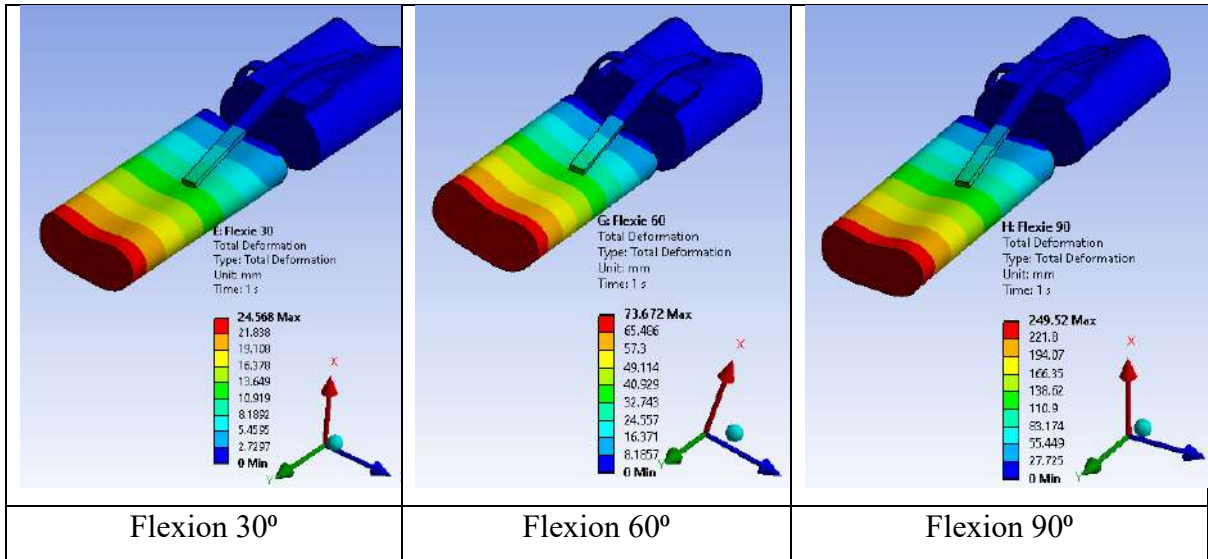 E: Flexie 30
Total Deformation
Type: Total Deformation
Unit: mm
Time: 1 s
24.568 Max
21.838
19.108
16.378
13.649
10.919
8.1892
5.4595
2.7297
0 Min
X
Y
G: Flexie 60
Total Deformation
Type: Total Deformation
Unit: mm
Time: 1 s
73.672 Max
65.486
57.3
49.114
40.929
32.743
24.557
16.371
8.1857
0 Min
X
Y
H: Flexie 90
Total Deformation
Type: Total Deformation
Unit: mm
Time: 1 s
249.52 Max
221.8
194.07
166.35
138.62
110.9
83.174
55.449
27.725
0 Min
X
Y
Flexion 30⁰
Flexion 60⁰
Flexion 90⁰